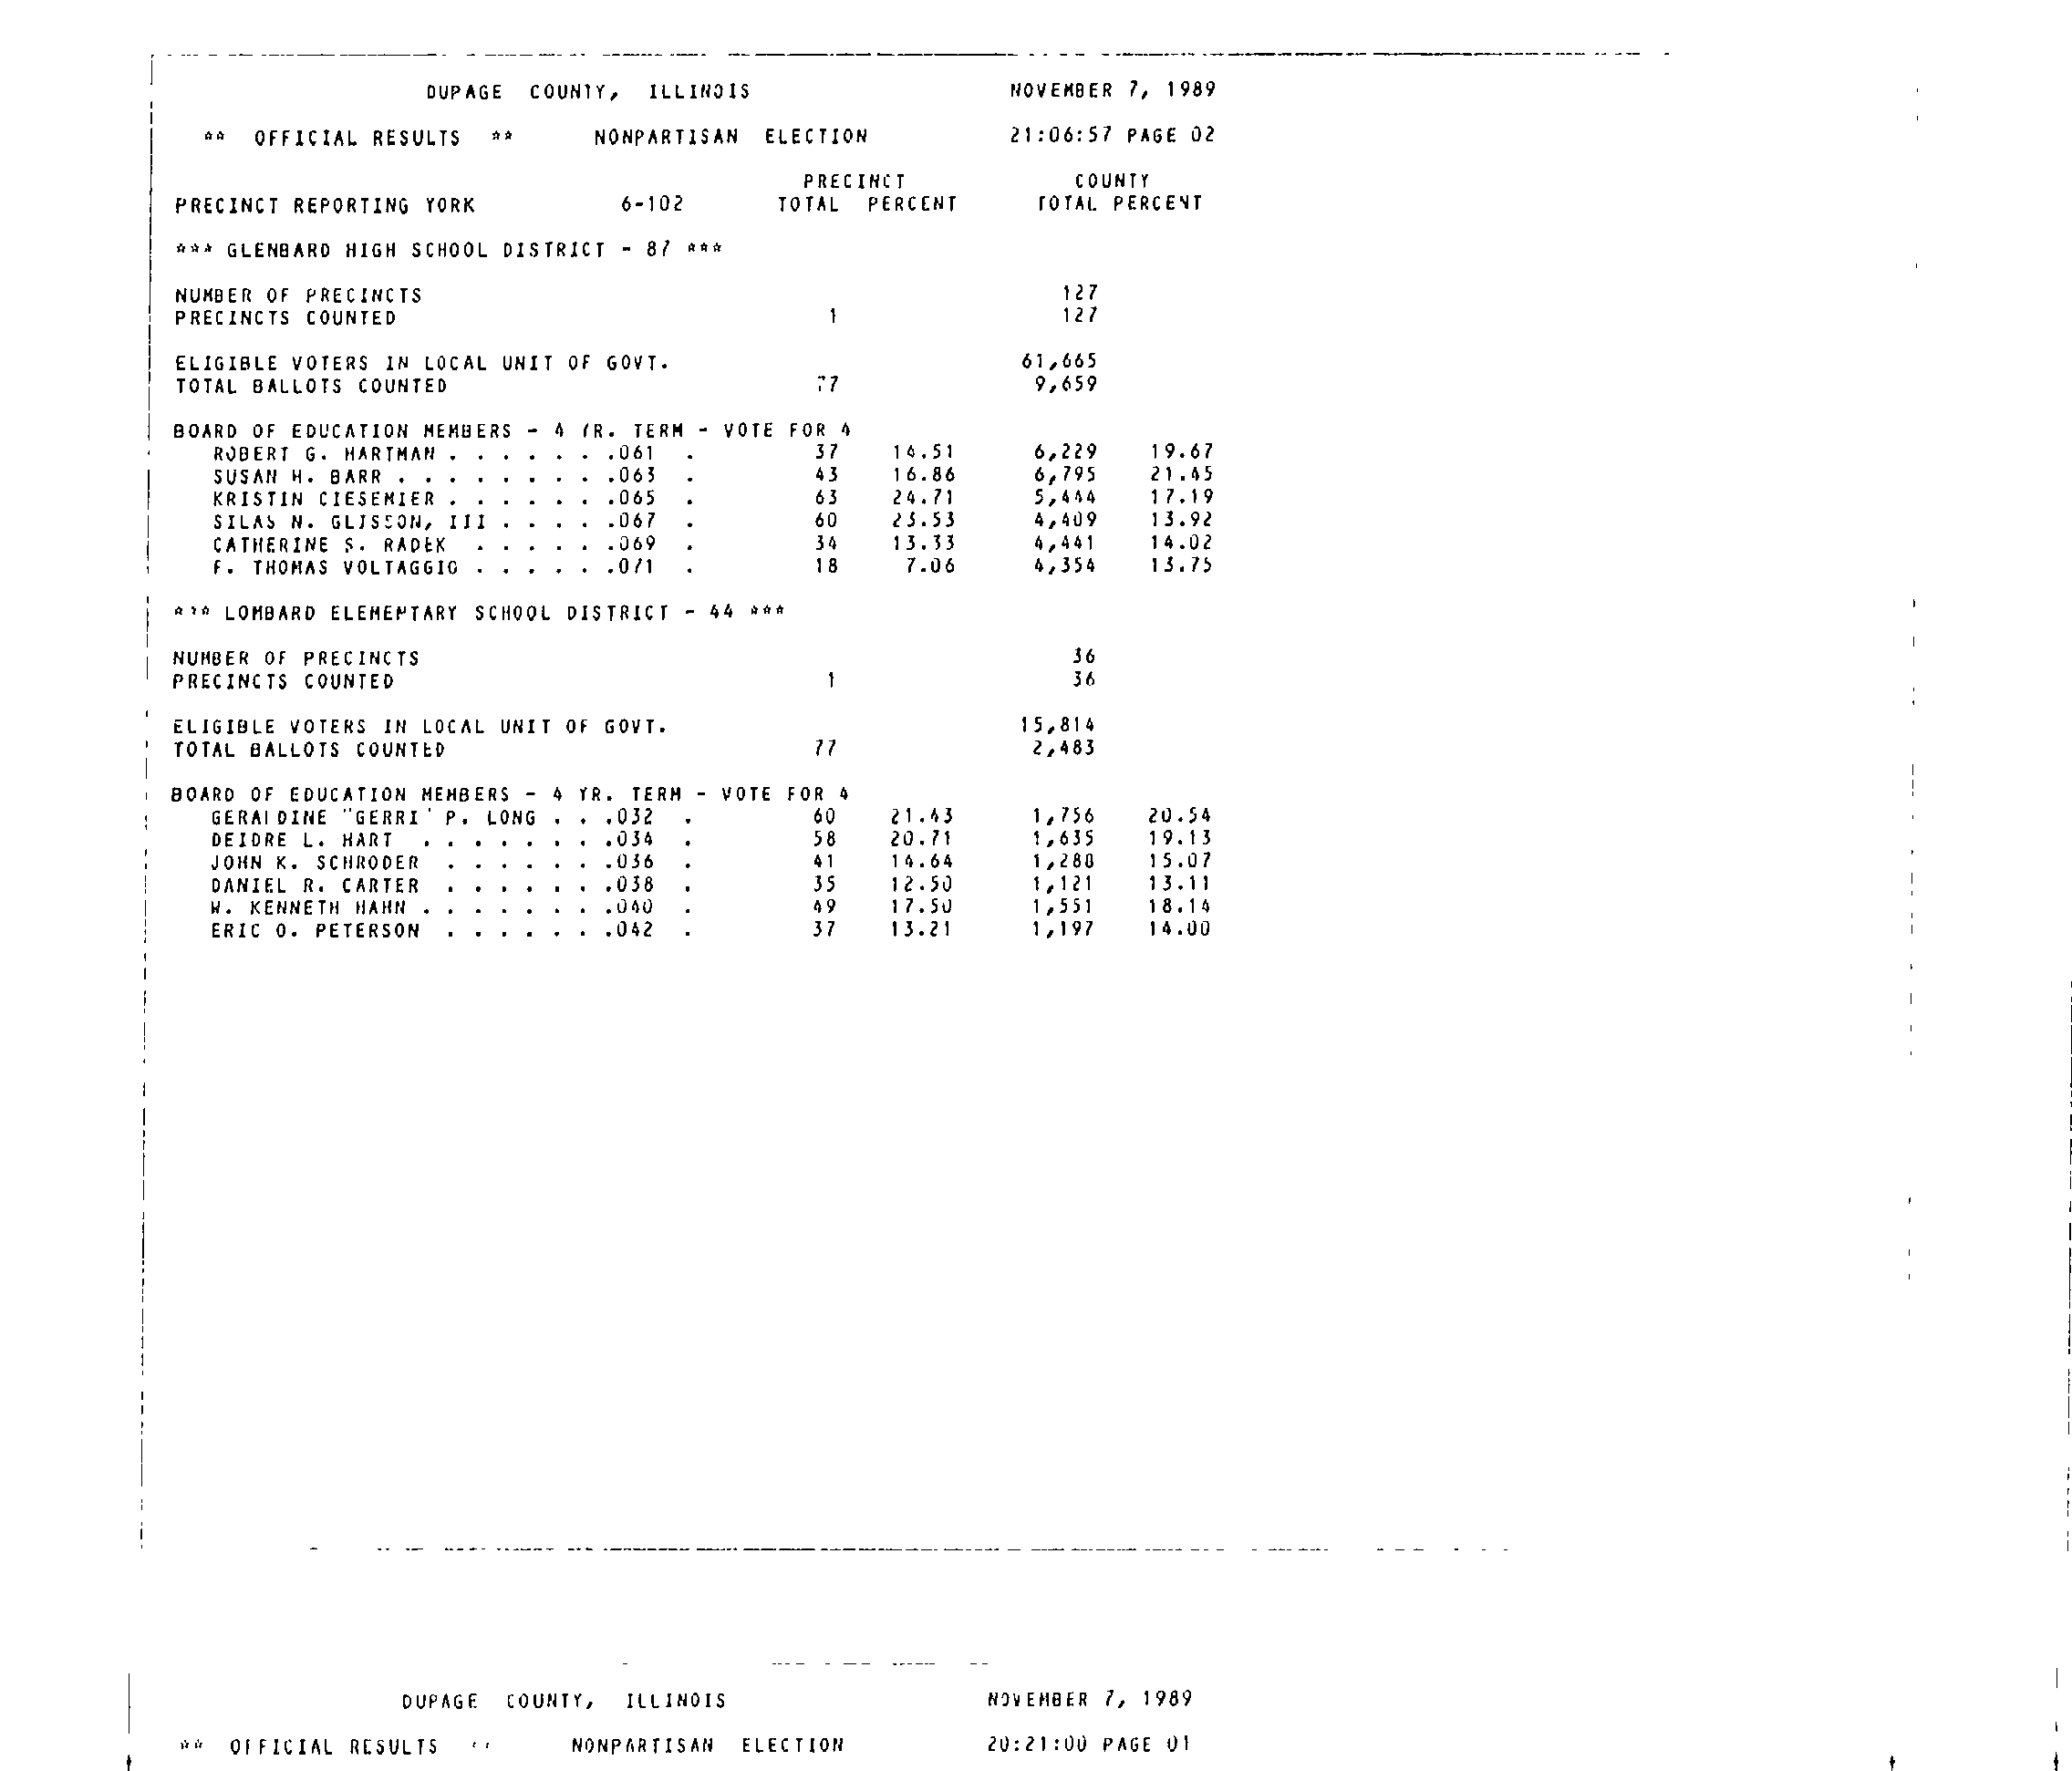 DUPAGE COUNTY, ILLINOIS NOVEMBER 7, 1989
** OFFICIAL RESULTS ** NONPARTISAN ELECTION 21:06:57 PAGE 02
PRECINCT COUNTY
PRECINCT REPORTING YORK 6-102 TOTAL PERCENT TOTAL PERCENT
*** GLENBARD HIGH SCHOOL DISTRICT - 87 ***
NUMBER OF PRECINCTS 127
PRECINCTS COUNTED 1 127
ELIGIBLE VOTERS IN LOCAL UNIT OF GOVT. 61,665
TOTAL BALLOTS COUNTED 77 9,659
BOARD OF EDUCATION MEMBERS - 4 YR. TERM - VOTE FOR 4
ROBERT G. HARTMAN . . . . . . .061 . 37 14.51 6,229 19.67
SUSAN H. BARR . . . . . . . . .063 . 43 16.86 6,795 21.45
KRISTIN CIESEMIER . . . . . . .065 . 63 24.71 5,444 17.19
SILAS N. GLISSON, III . . . . .067 . 60 23.53 4,409 13.92
CATHERINE S. RADEK . . . . . .069 . 34 13.33 4,441 14.02
F. THOMAS VOLTAGGIO . . . . . .071 . 18 7.06 4,354 13.75
*** LOMBARD ELEMENTARY SCHOOL DISTRICT - 44 ***
NUMBER OF PRECINCTS 36
PRECINCTS COUNTED 1 36
ELIGIBLE VOTERS IN LOCAL UNIT OF GOVT. 15,814
TOTAL BALLOTS COUNTED 77 2,483
BOARD OF EDUCATION MEMBERS - 4 YR. TERM - VOTE FOR 4
GERALDINE "GERRI" P. LONG . . .032 . 60 21.43 1,756 20.54
DEIDRE L. HART . . . . . . . .034 . 58 20.71 1,635 19.13
JOHN K. SCHRODER . . . . . . .036 . 41 14.64 1,288 15.07
DANIEL R. CARTER . . . . . . .038 . 35 12.50 1,121 13.11
W. KENNETH HAHN . . . . . . . .040 . 49 17.50 1,551 18.14
ERIC O. PETERSON . . . . . . .042 . 37 13.21 1,197 14.00
DUPAGE COUNTY, ILLINOIS NOVEMBER 7, 1989
** OFFICIAL RESULTS ** NONPARTISAN ELECTION 20:21:00 PAGE 01